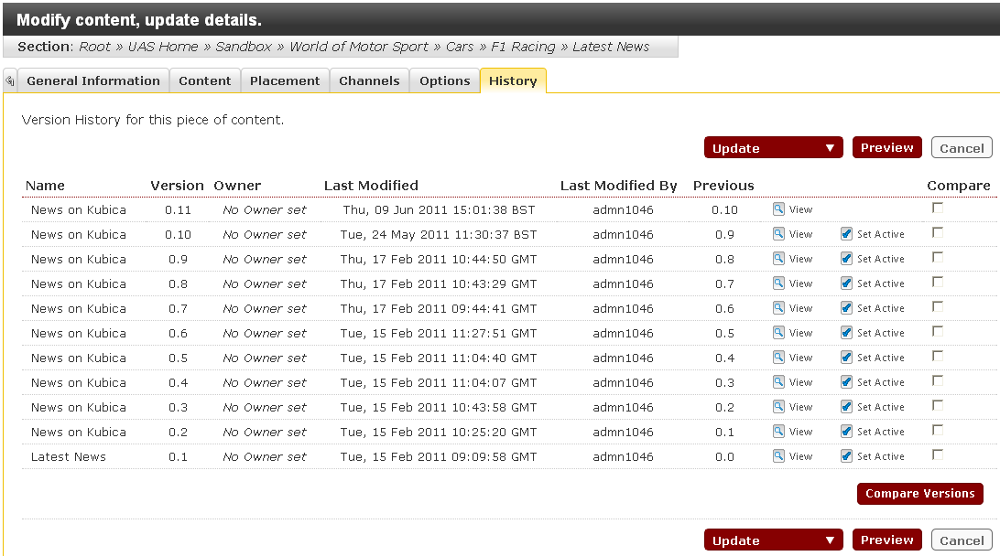 Modify content, update details.
Section: Root » UAS Home » Sandbox » World of Motor Sport » Cars » F1 Racing » Latest News
General Information Content Placement Channels Options History
Version History for this piece of content.
Update Preview Cancel
Name Version Owner Last Modified Last Modified By Previous Compare
News on Kubica 0.11 No Owner set Thu, 09 Jun 2011 15:01:38 BST admn1046 0.10 View
News on Kubica 0.10 No Owner set Tue, 24 May 2011 11:30:37 BST admn1046 0.9 View Set Active
News on Kubica 0.9 No Owner set Thu, 17 Feb 2011 10:44:50 GMT admn1046 0.8 View Set Active
News on Kubica 0.8 No Owner set Thu, 17 Feb 2011 10:43:29 GMT admn1046 0.7 View Set Active
News on Kubica 0.7 No Owner set Thu, 17 Feb 2011 09:44:41 GMT admn1046 0.6 View Set Active
News on Kubica 0.6 No Owner set Tue, 15 Feb 2011 11:27:51 GMT admn1046 0.5 View Set Active
News on Kubica 0.5 No Owner set Tue, 15 Feb 2011 11:04:40 GMT admn1046 0.4 View Set Active
News on Kubica 0.4 No Owner set Tue, 15 Feb 2011 11:04:07 GMT admn1046 0.3 View Set Active
News on Kubica 0.3 No Owner set Tue, 15 Feb 2011 10:43:58 GMT admn1046 0.2 View Set Active
News on Kubica 0.2 No Owner set Tue, 15 Feb 2011 10:25:20 GMT admn1046 0.1 View Set Active
Latest News 0.1 No Owner set Tue, 15 Feb 2011 09:09:58 GMT admn1046 0.0 View Set Active
Compare Versions
Update Preview Cancel